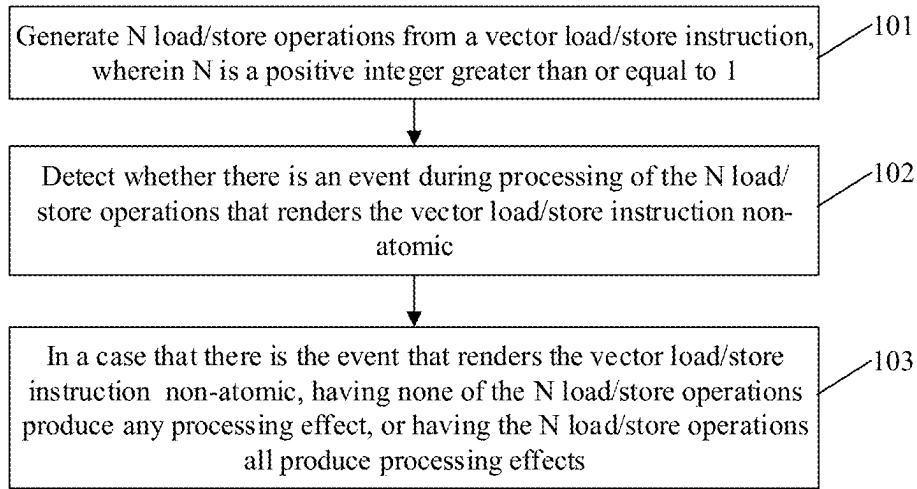 Generate N load/store operations from a vector load/store instruction,
wherein N is a positive integer greater than or equal to 1
101
Detect whether there is an event during processing of the N load/
store operations that renders the vector load/store instruction non-
atomic
102
In a case that there is the event that renders the vector load/store
instruction non-atomic, having none of the N load/store operations
produce any processing effect, or having the N load/store operations
all produce processing effects
103